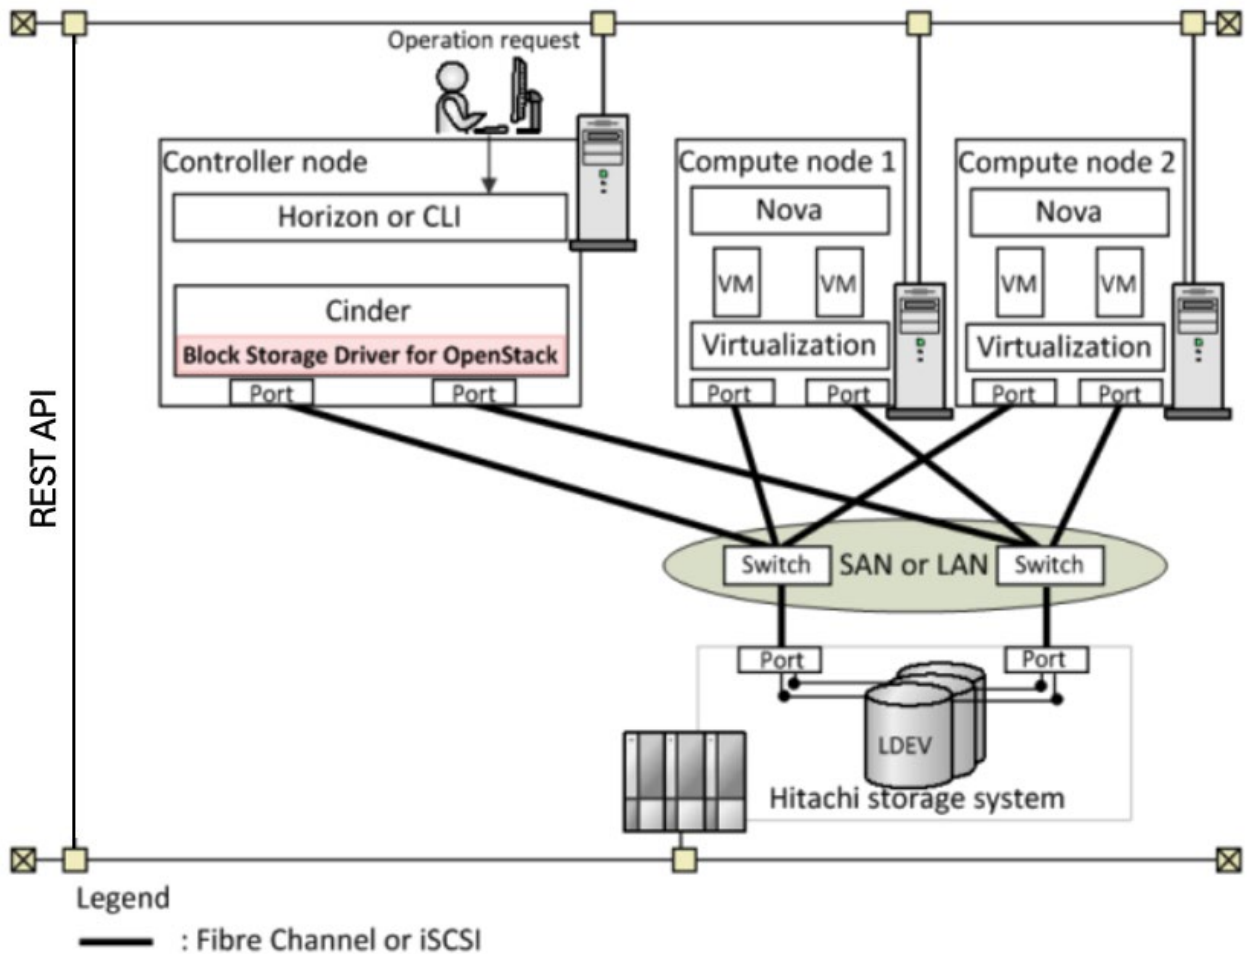 Operation request
Controller node
Horizon or CLI
Cinder
Block Storage Driver for OpenStack
Port
Port
Compute node 1
Nova
VM
VM
Virtualization
Port
Port
Compute node 2
Nova
VM
VM
Virtualization
Port
Port
REST API
Switch
SAN or LAN
Switch
Port
Port
LDEV
Hitachi storage system
Legend
: Fibre Channel or iSCSI